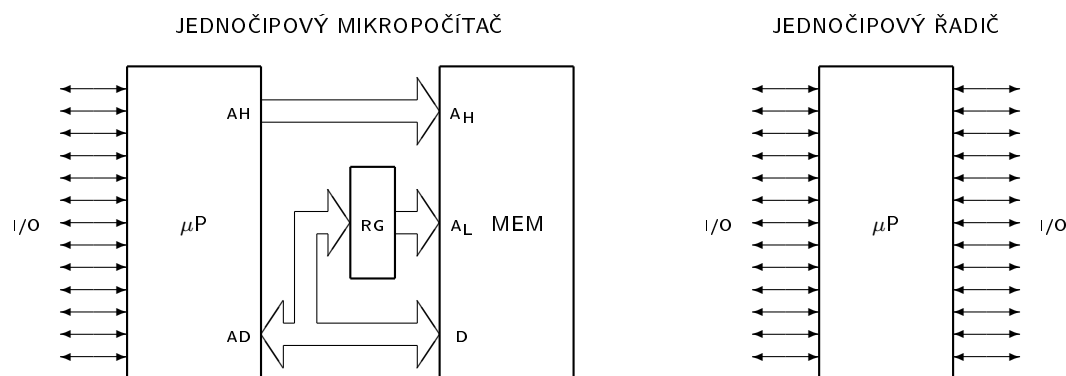 JEDNOČIPOVÝ MIKROPOČÍTAČ
JEDNOČIPOVÝ ŘADIČ
AH
AH
I/O
μP
RG
AL
MEM
I/O
μP
I/O
AD
D